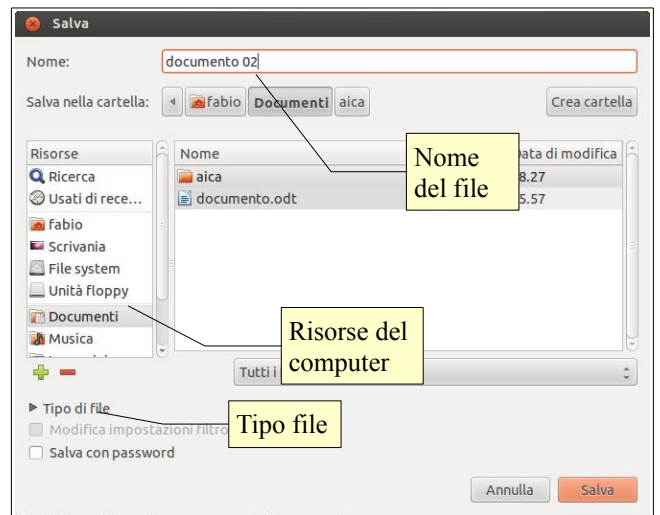 Salva
Nome:
documento 02
Salva nella cartella:
fabio
Documenti
aica
Crea cartella
Risorse
Ricerca
Usati di rece...
fabio
Scrivania
File system
Unità floppy
Documenti
Musica
Nome
ata di modifica
aica
8.27
documento.odt
5.57
Nome
del file
Risorse del
computer
Tutti i
Tipo di file
Tipo file
Modifica impostazioni filtro
Salva con password
Annulla
Salva